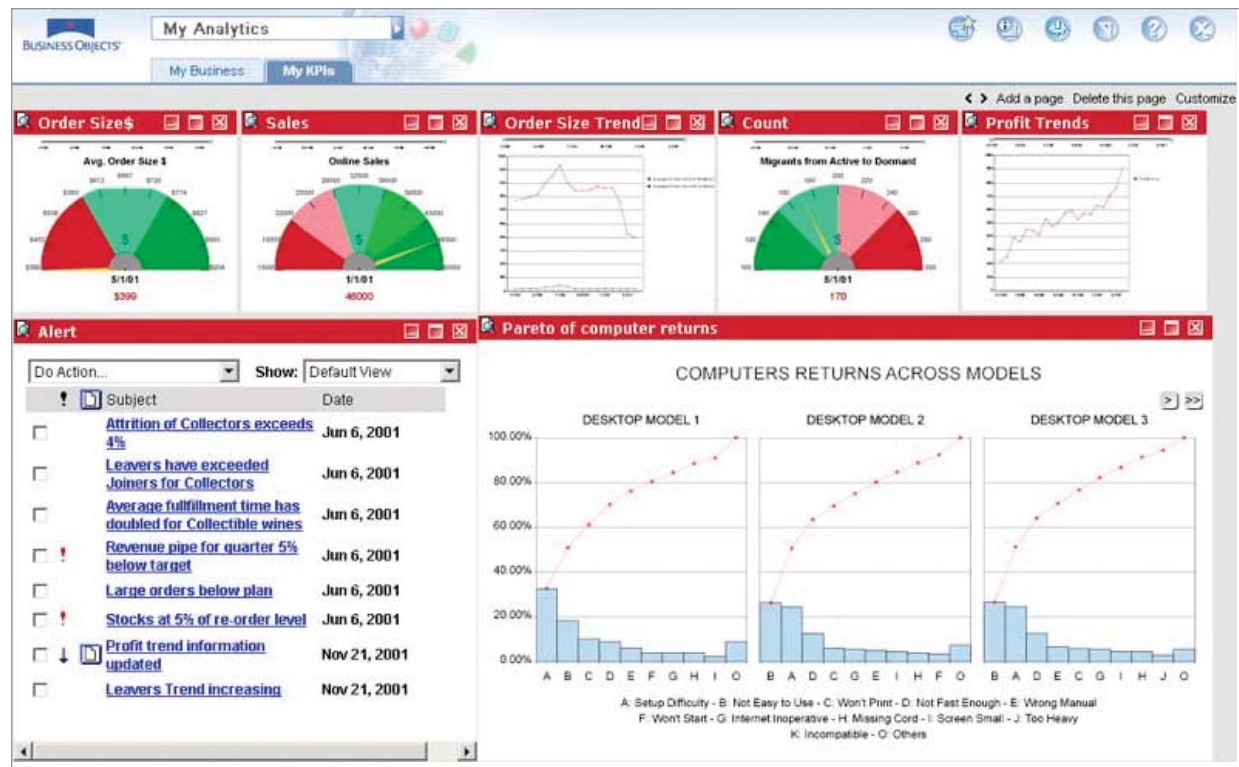 BUSINESS OBJECTS
My Analytics
My Business
My KPIs
Add a page Delete this page Customize
Order Size$
Sales
Order Size Trend
Count
Profit Trends
Avg. Order Size $
$
5/1/01
$399
Online Sales
$
1/1/01
46000
Migrants from Active to Dormant
$
170
Alert
Do Action...
Show:
Default View
! Subject Date
Attrition of Collectors exceeds
4%
Jun 6, 2001
Leavers have exceeded
Joiners for Collectors
Jun 6, 2001
Average fullfillment time has
doubled for Collectible wines
Jun 6, 2001
! Revenue pipe for quarter 5%
below target
Jun 6, 2001
Large orders below plan
Jun 6, 2001
! Stocks at 5% of re-order level
Jun 6, 2001
Profit trend information
updated
Nov 21, 2001
Leavers Trend increasing
Nov 21, 2001
Pareto of computer returns
COMPUTERS RETURNS ACROSS MODELS
> >>
DESKTOP MODEL 1
DESKTOP MODEL 2
DESKTOP MODEL 3
100.00%
80.00%
60.00%
40.00%
20.00%
0.00%
A B C D E F G H I O
B A D C G E I H F O
B A D E C G I H J O
A: Setup Difficulty - B: Not Easy to Use - C: Won't Print - D: Not Fast Enough - E: Wrong Manual
F: Won't Start - G: Internet Inoperative - H: Missing Cord - I: Screen Small - J: Too Heavy
K: Incompatible - O: Others